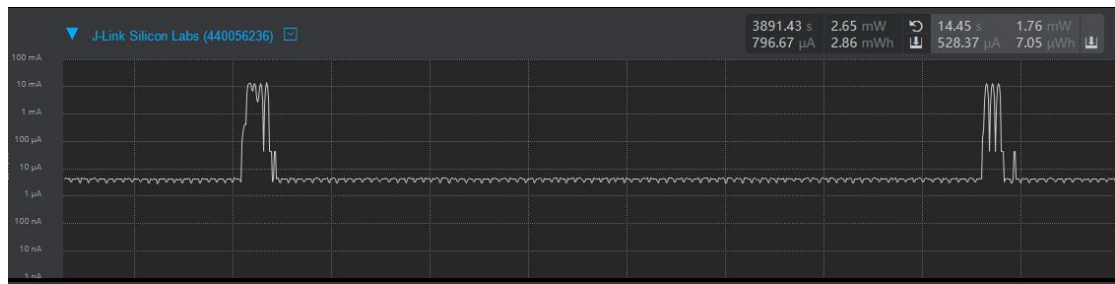 J-Link Silicon Labs (440056236)
3891.43 s 2.65 mW 14.45 s 1.76 mW
796.67 µA 2.86 mWh 528.37 µA 7.05 µWh
100 mA
10 mA
1 mA
100 µA
10 µA
1 µA
100 nA
10 nA
1 nA